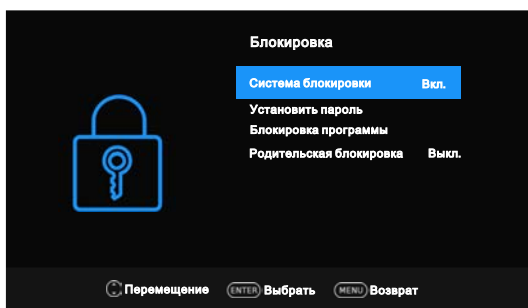 Блокировка
Система блокировки Вкл.
Установить пароль
Блокировка программы
Родительская блокировка Выкл.
Перемещение ENTER Выбрать MENU Возврат